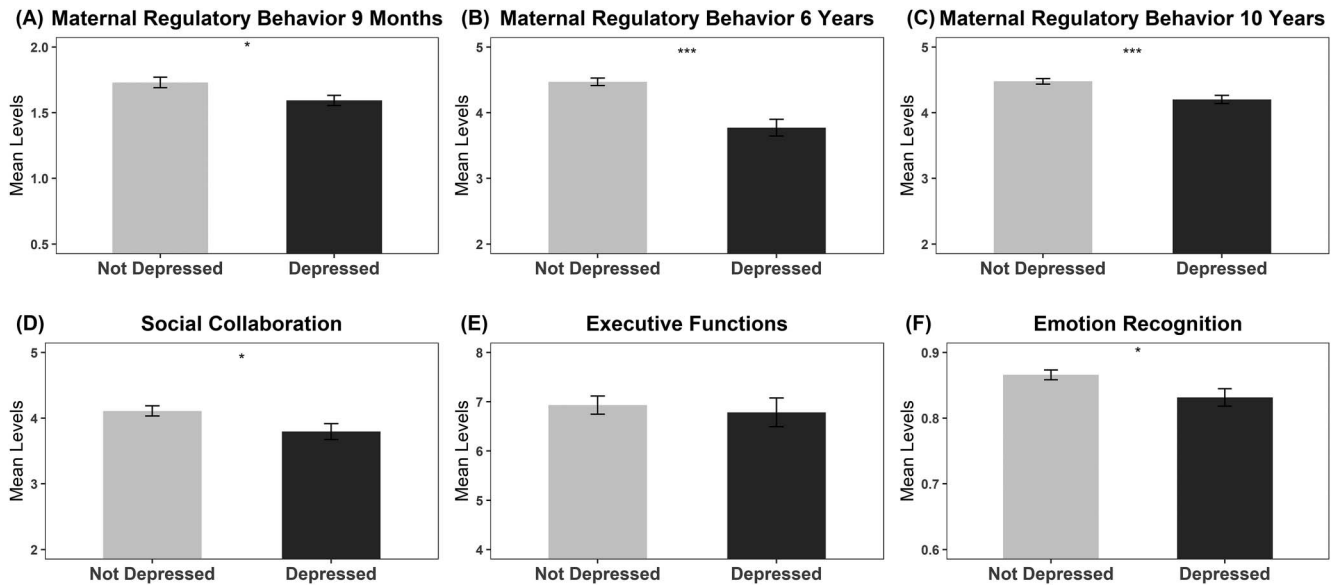 (A) Maternal Regulatory Behavior 9 Months
*
2.0
1.5
1.0
0.5
Mean Levels
Not Depressed
Depressed
(B) Maternal Regulatory Behavior 6 Years
***
5
4
3
2
Mean Levels
Not Depressed
Depressed
(C) Maternal Regulatory Behavior 10 Years
***
5
4
3
2
Mean Levels
Not Depressed
Depressed
(D) Social Collaboration
*
5
4
3
2
Mean Levels
Not Depressed
Depressed
(E) Executive Functions
8
7
6
5
4
Mean Levels
Not Depressed
Depressed
(F) Emotion Recognition
*
0.9
0.8
0.7
0.6
Mean Levels
Not Depressed
Depressed